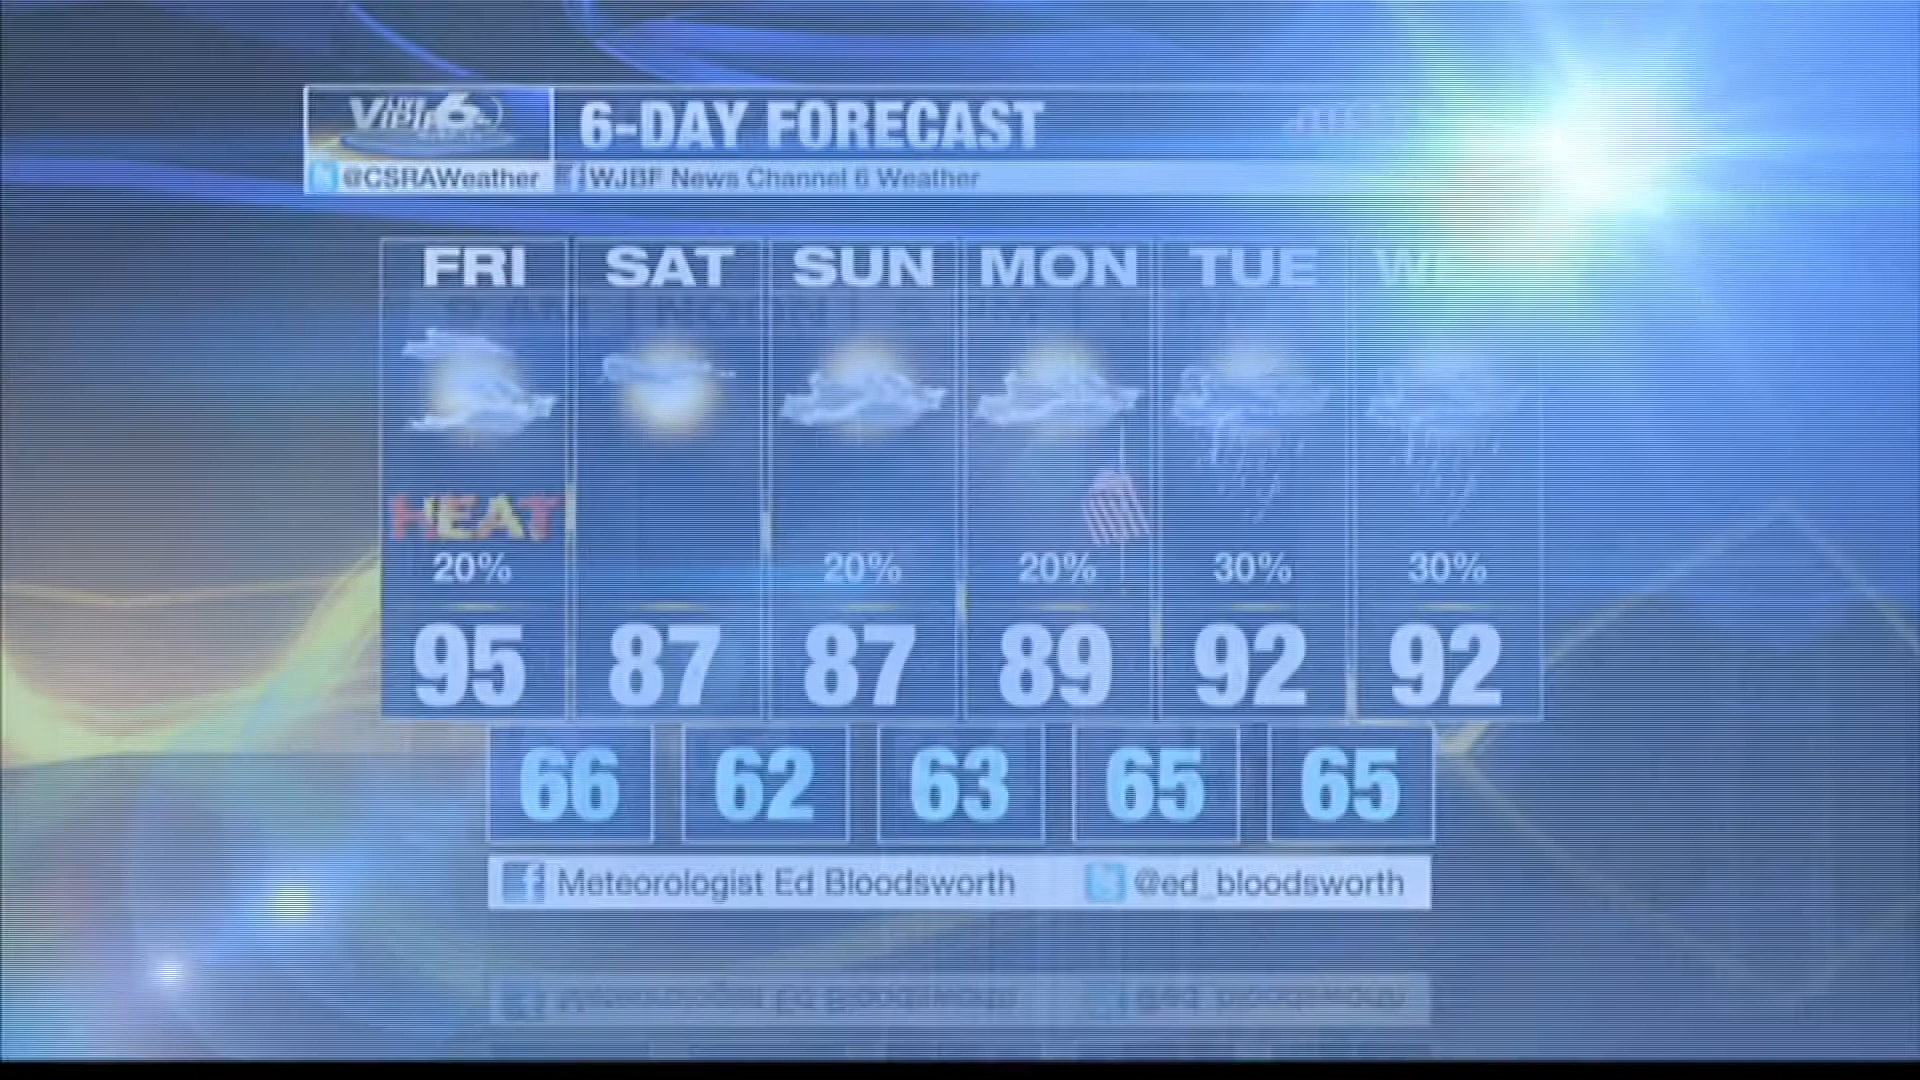 6-DAY FORECAST
@CSRAWeather WJBF News Channel 6 Weather
FRI SAT SUN MON TUE
NOON
HEAT
20% 20% 20% 30% 30%
95 87 87 89 92 92
66 62 63 65 65
Meteorologist Ed Bloodsworth @ed_bloodsworth